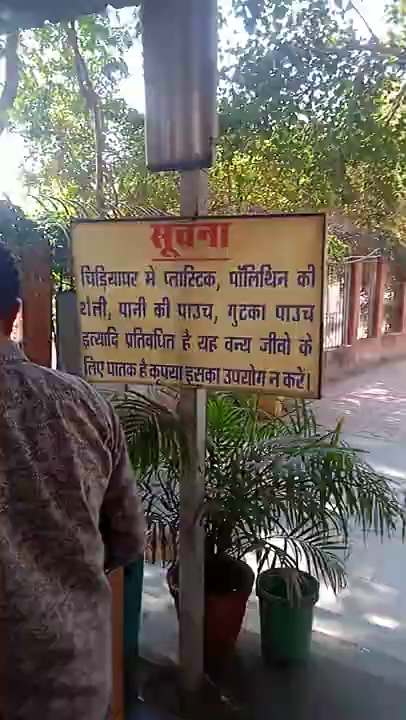 सूचना
चिड़ियाघर मे प्लास्टिक, पॉलिथिन की
थैली, पानी की पाउच, गुटका पाउच
इत्यादि प्रतिबंधित है यह वन्य जीवो के
लिए घातक है कृपया इसका उपयोग न करें।